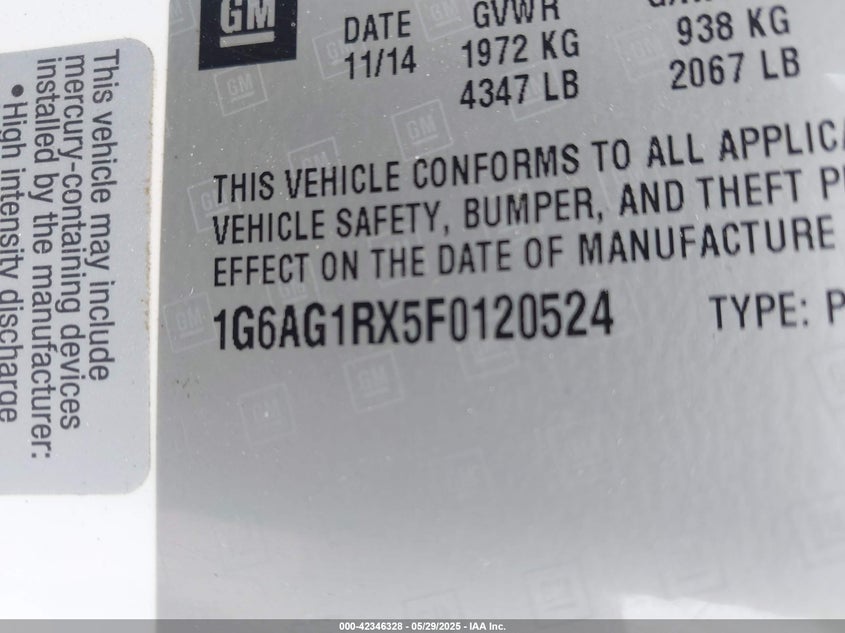 GM
DATE
11/14
GVWR
1972 KG
4347 LB
938 KG
2067 LB
THIS VEHICLE CONFORMS TO ALL
VEHICLE SAFETY, BUMPER, AND THEFT
EFFECT ON THE DATE OF MANUFACTURE
1G6AG1RX5F0120524
TYPE: P
This vehicle may include
mercury-containing devices
installed by the manufacturer:
• High intensity discharge
000-42346328 - 05/29/2025 - IAA Inc.